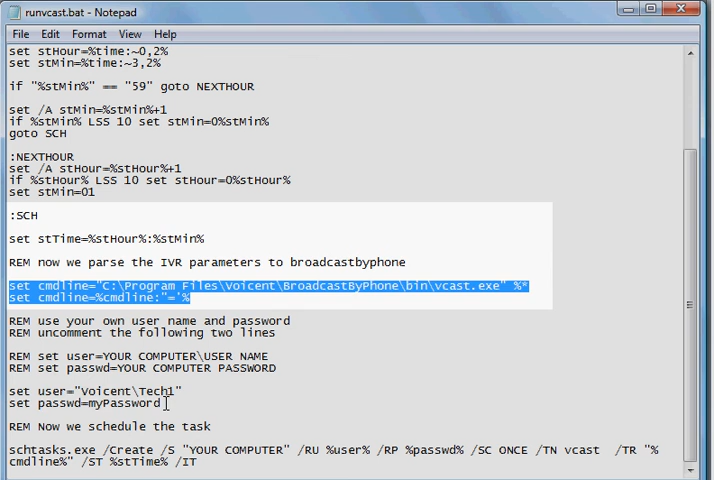 runvcast.bat - Notepad
File Edit Format View Help
set stHour=%time:~0,2%
set stMin=%time:~3,2%
if "%stMin%" == "59" goto NEXTHOUR
set /A stMin=%stMin%+1
if %stMin% LSS 10 set stMin=0%stMin%
goto SCH
:NEXTHOUR
set /A stHour=%stHour%+1
if %stHour% LSS 10 set stHour=0%stHour%
set stMin=01
:SCH
set stTime=%stHour%:%stMin%
REM now we parse the IVR parameters to broadcastbyphone
set cmdline="C:\Program Files\Voicent\BroadcastByPhone\bin\vcast.exe" %*
set cmdline=%cmdline:"='%
REM use your own user name and password
REM uncomment the following two lines
REM set user=YOUR COMPUTER\USER NAME
REM set passwd=YOUR COMPUTER PASSWORD
set user="Voicent\Tech1"
set passwd=myPassword
REM Now we schedule the task
schtasks.exe /Create /S "YOUR COMPUTER" /RU %user% /RP %passwd% /SC ONCE /TN vcast  /TR "%
cmdline%" /ST %stTime% /IT